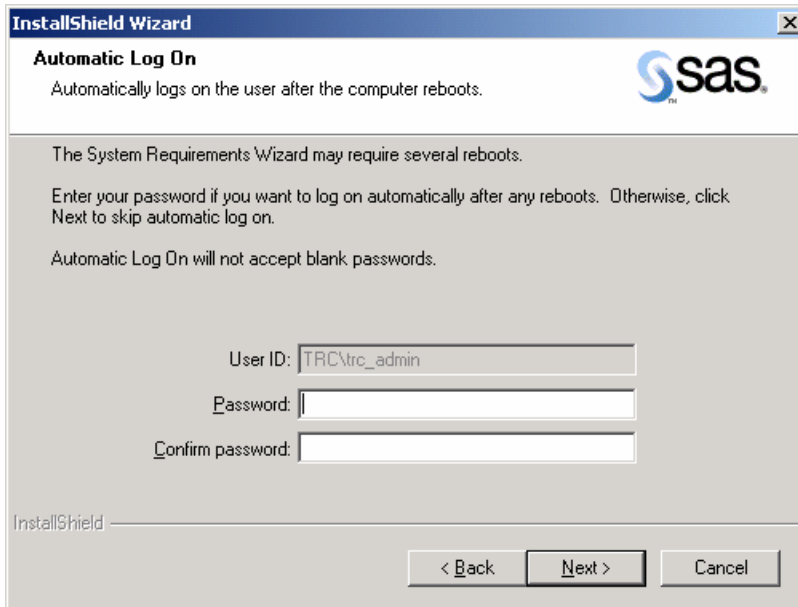 InstallShield Wizard
Automatic Log On
Automatically logs on the user after the computer reboots.
sas.
TM
The System Requirements Wizard may require several reboots.
Enter your password if you want to log on automatically after any reboots. Otherwise, click
Next to skip automatic log on.
Automatic Log On will not accept blank passwords.
User ID: TRC\trc_admin
Password:
Confirm password:
InstallShield
< Back Next > Cancel